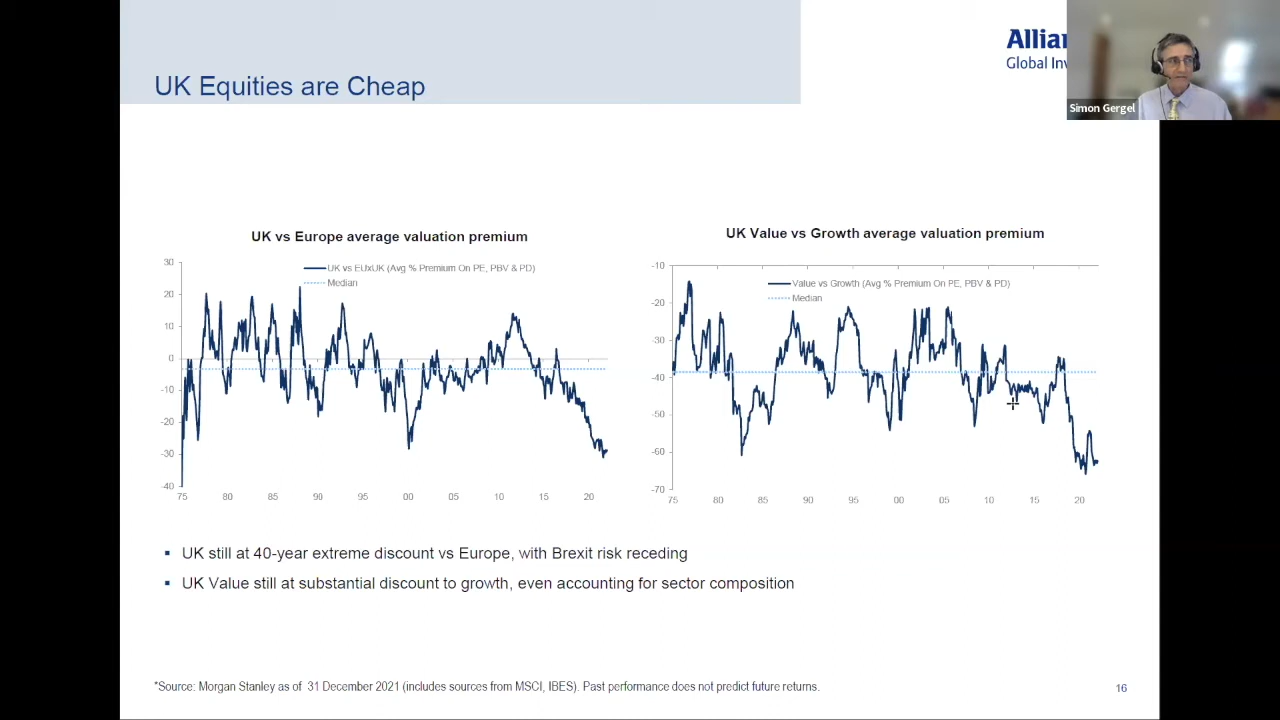 Allian
Global Inv
Simon Gergel
UK Equities are Cheap
UK vs Europe average valuation premium
UK vs EUxUK (Avg % Premium On PE, PBV & PD)
Median
30
20
10
0
-10
-20
-30
-40
75 80 85 90 95 00 05 10 15 20
UK Value vs Growth average valuation premium
Value vs Growth (Avg % Premium On PE, PBV & PD)
Median
-10
-20
-30
-40
-50
-60
-70
75 80 85 90 95 00 05 10 15 20
▪ UK still at 40-year extreme discount vs Europe, with Brexit risk receding
▪ UK Value still at substantial discount to growth, even accounting for sector composition
*Source: Morgan Stanley as of 31 December 2021 (includes sources from MSCI, IBES). Past performance does not predict future returns.
16